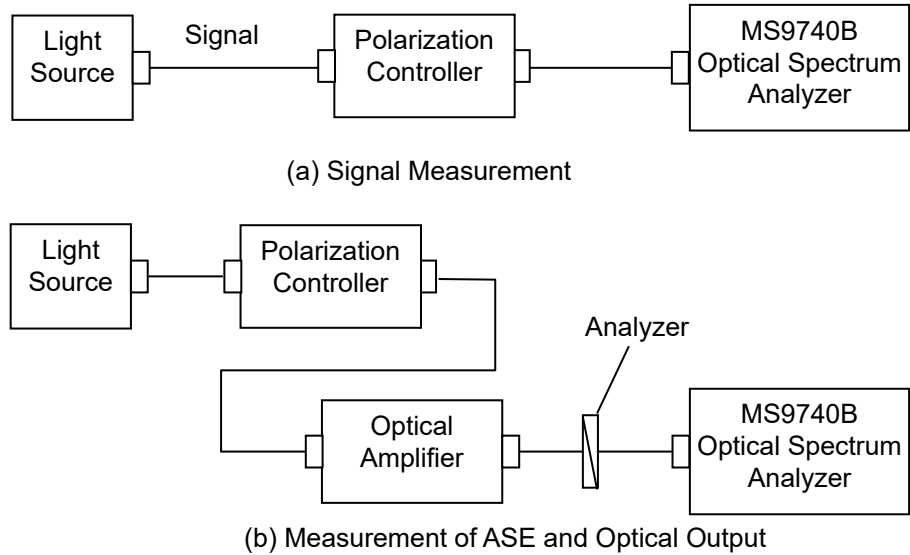 Light
Source
Signal
Polarization
Controller
MS9740B
Optical Spectrum
Analyzer
(a) Signal Measurement
Light
Source
Polarization
Controller
Analyzer
Optical
Amplifier
MS9740B
Optical Spectrum
Analyzer
(b) Measurement of ASE and Optical Output